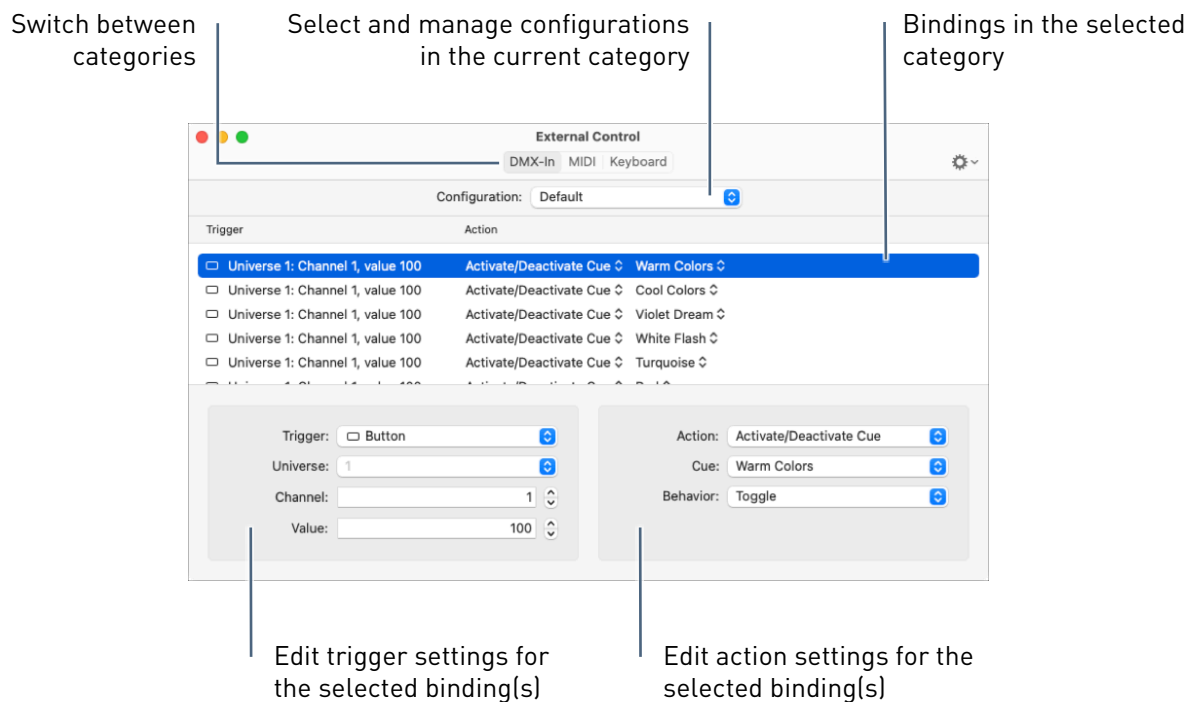 Switch between
categories
Select and manage configurations
in the current category
Bindings in the selected
category
External Control
DMX-In MIDI Keyboard
Configuration: Default
Trigger Action
Universe 1: Channel 1, value 100 Activate/Deactivate Cue Warm Colors
Universe 1: Channel 1, value 100 Activate/Deactivate Cue Cool Colors
Universe 1: Channel 1, value 100 Activate/Deactivate Cue Violet Dream
Universe 1: Channel 1, value 100 Activate/Deactivate Cue White Flash
Universe 1: Channel 1, value 100 Activate/Deactivate Cue Turquoise
Trigger: Button
Universe: 1
Channel: 1
Value: 100
Action: Activate/Deactivate Cue
Cue: Warm Colors
Behavior: Toggle
Edit trigger settings for
the selected binding(s)
Edit action settings for the
selected binding(s)